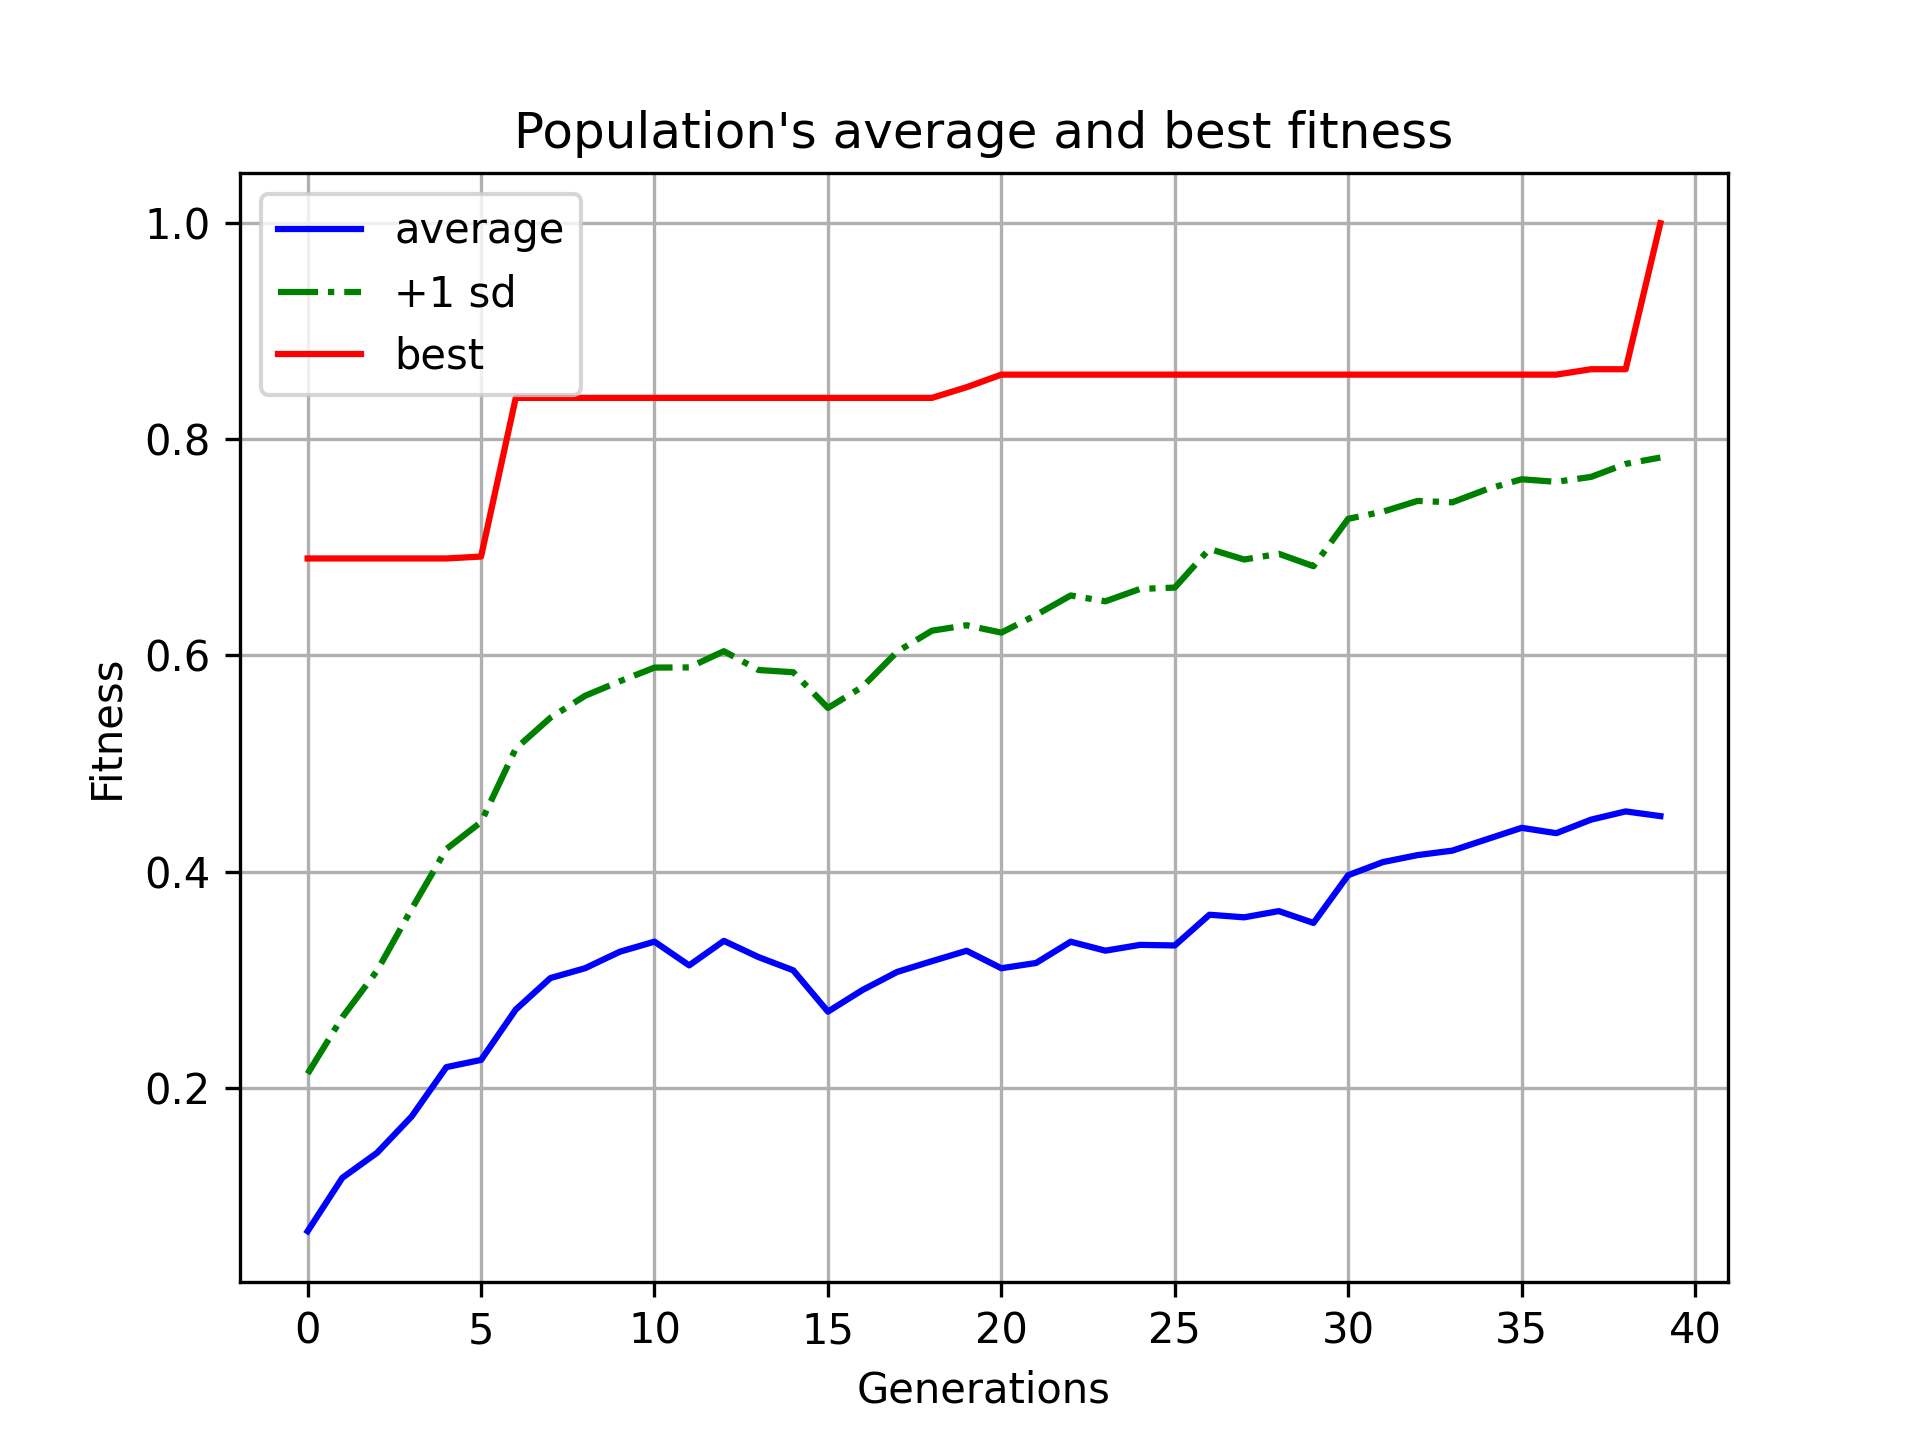 Population's average and best fitness
average
+1 sd
best
1.0
0.8
0.6
0.4
0.2
Fitness
0 5 10 15 20 25 30 35 40
Generations